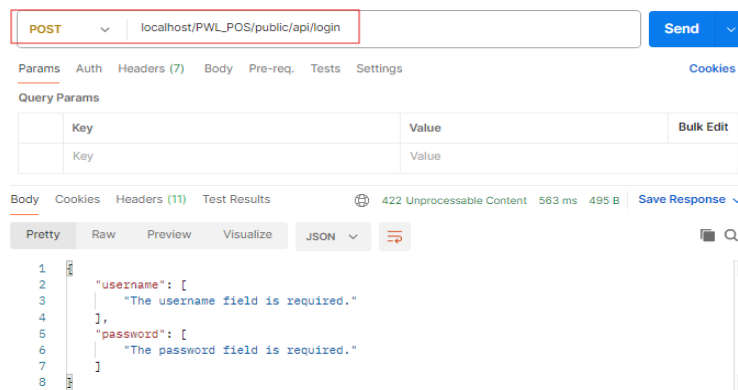 POST localhost/PWL_POS/public/api/login Send
Params Auth Headers (7) Body Pre-req. Tests Settings Cookies
Query Params
Key Value Bulk Edit
Key Value
Body Cookies Headers (11) Test Results 422 Unprocessable Content 563 ms 495 B Save Response
Pretty Raw Preview Visualize JSON
1 {
2 "username": [
3 "The username field is required."
4 ],
5 "password": [
6 "The password field is required."
7 ]
8 }